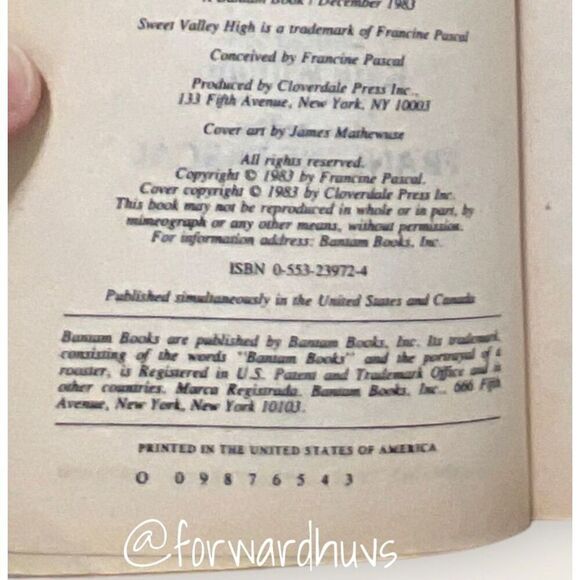 A Bantam Book / December 1983
Sweet Valley High is a trademark of Francine Pascal
Conceived by Francine Pascal
Produced by Cloverdale Press Inc.,
133 Fifth Avenue, New York, NY 10003
Cover art by James Mathewuse
All rights reserved.
Copyright © 1983 by Francine Pascal.
Cover copyright © 1983 by Cloverdale Press Inc.
This book may not be reproduced in whole or in part, by
mimeograph or any other means, without permission.
For information address: Bantam Books, Inc.
ISBN 0-553-23972-4
Published simultaneously in the United States and Canada
Bantam Books are published by Bantam Books, Inc. Its trademark,
consisting of the words "Bantam Books" and the portrayal of a
rooster, is Registered in U.S. Patent and Trademark Office and in
other countries. Marca Registrada. Bantam Books, Inc., 666 Fifth
Avenue, New York, New York 10103.
PRINTED IN THE UNITED STATES OF AMERICA
O 0 9 8 7 6 5 4 3
@forwardhuvs